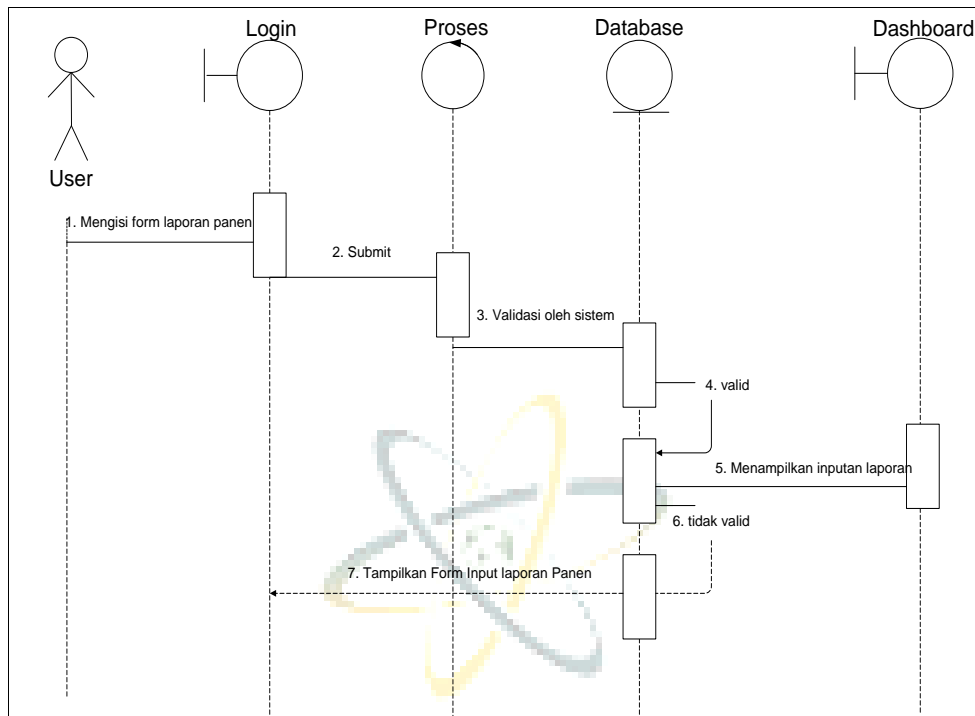 Login
Proses
Database
Dashboard
User
1. Mengisi form laporan panen
2. Submit
3. Validasi oleh sistem
4. valid
5. Menampilkan inputan laporan
6. tidak valid
7. Tampilkan Form Input laporan Panen